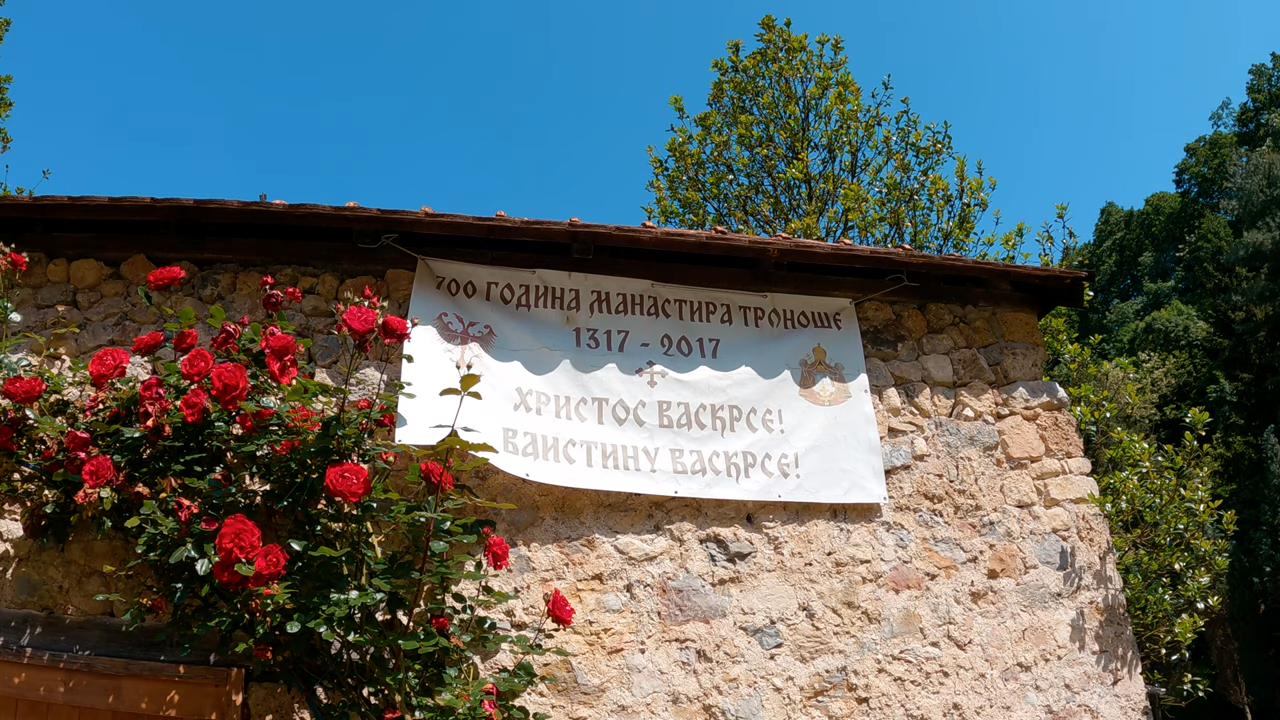 700 ГОДИНА МАНАСТИРА ТРОНОШЕ
1317 - 2017
ХРИСТОС ВАСКРСЕ!
ВАИСТИНУ ВАСКРСЕ!